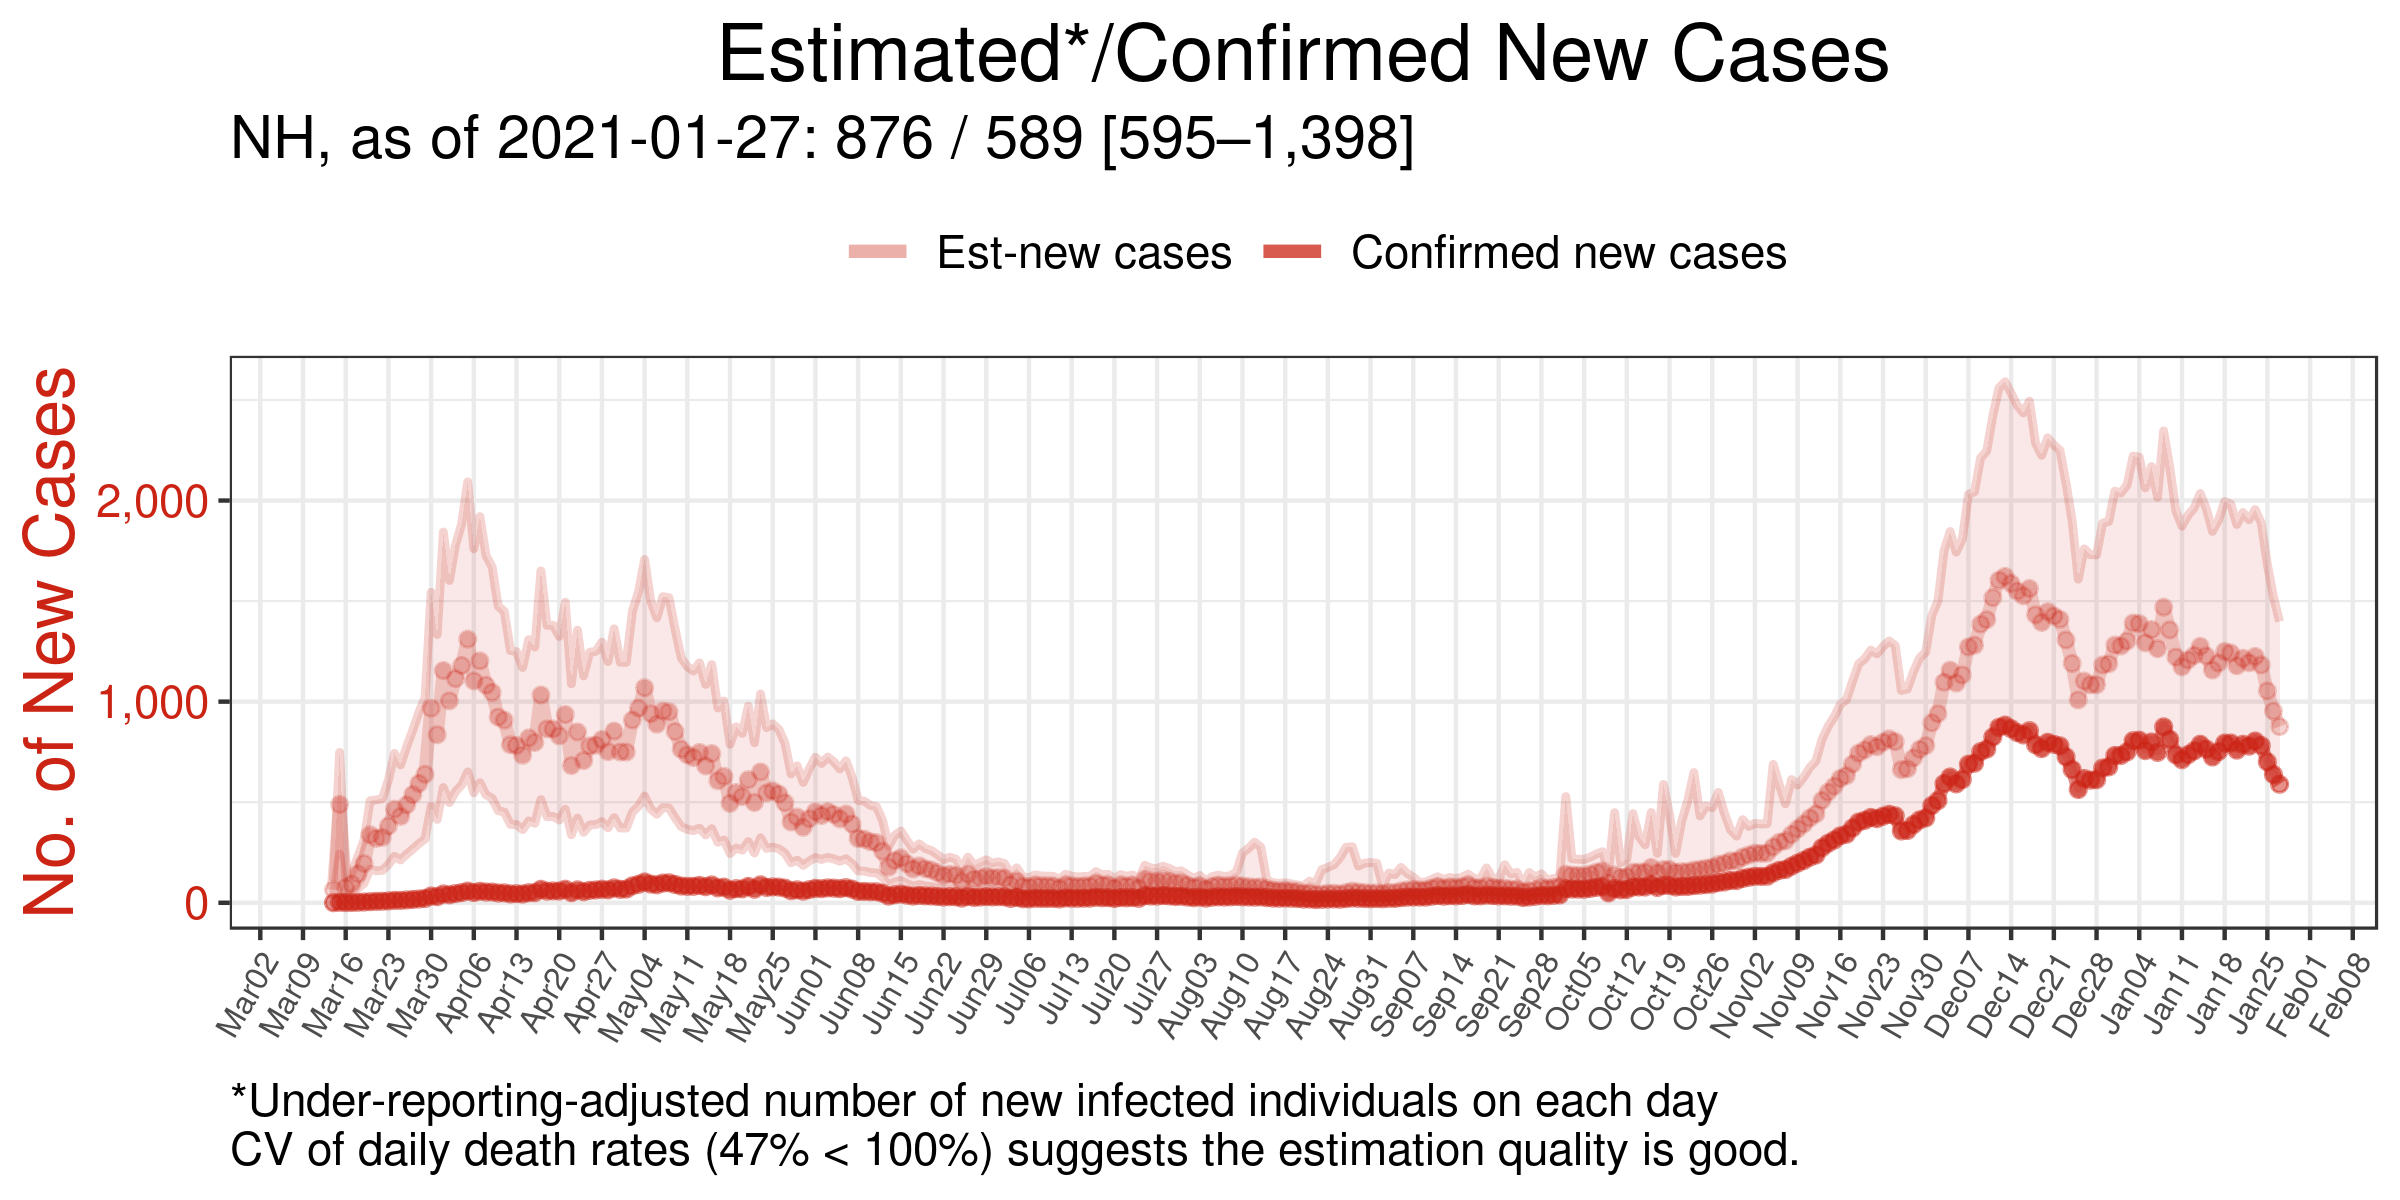 Estimated*/Confirmed New Cases
NH, as of 2021-01-27: 876 / 589 [595–1,398]
Est-new cases
Confirmed new cases
No. of New Cases
2,000
1,000
0
Mar02
Mar09
Mar16
Mar23
Mar30
Apr06
Apr13
Apr20
Apr27
May04
May11
May18
May25
Jun01
Jun08
Jun15
Jun22
Jun29
Jul06
Jul13
Jul20
Jul27
Aug03
Aug10
Aug17
Aug24
Aug31
Sep07
Sep14
Sep21
Sep28
Oct05
Oct12
Oct19
Oct26
Nov02
Nov09
Nov16
Nov23
Nov30
Dec07
Dec14
Dec21
Dec28
Jan04
Jan11
Jan18
Jan25
Feb01
Feb08
*Under-reporting-adjusted number of new infected individuals on each day
CV of daily death rates (47% < 100%) suggests the estimation quality is good.